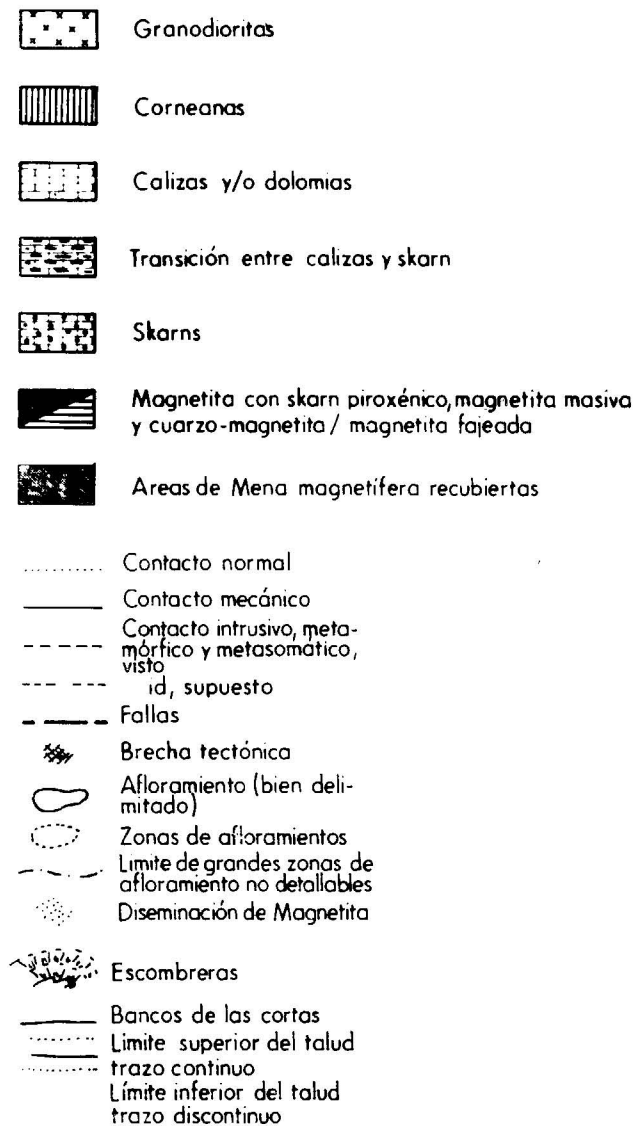 Granodioritas
Corneanas
Calizas y/o dolomias
Transición entre calizas y skarn
Skarns
Magnetita con skarn piroxénico, magnetita masiva
y cuarzo-magnetita / magnetita fajeada
Areas de Mena magnetífera recubiertas
Contacto normal
Contacto mecánico
Contacto intrusivo, meta-
mórfico y metasomático,
visto
id, supuesto
Fallas
Brecha tectónica
Afloramiento (bien deli-
mitado)
Zonas de afloramientos
Limite de grandes zonas de
afloramiento no detallables
Diseminación de Magnetita
Escombreras
Bancos de las cortas
Limite superior del talud
trazo continuo
Límite inferior del talud
trazo discontinuo